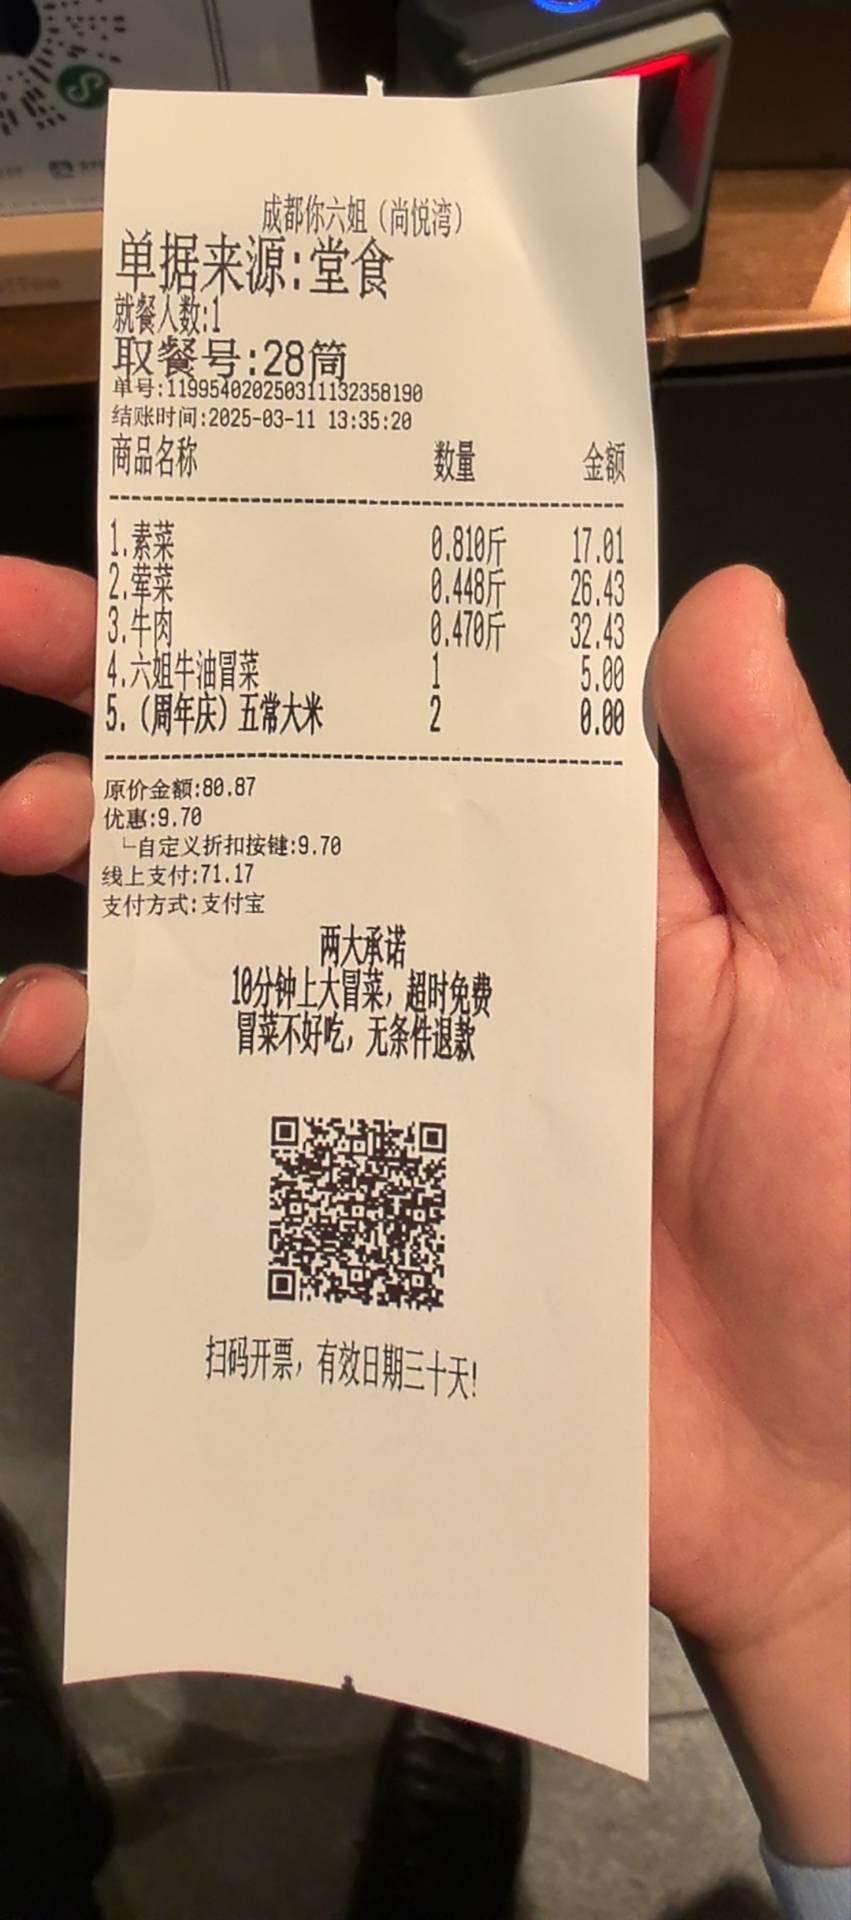 成都你六姐（尚悦湾）
单据来源:堂食
就餐人数:1
取餐号:28筒
单号:119954020250311132358190
结账时间:2025-03-11 13:35:20
商品名称 数量 金额
1.素菜 0.810斤 17.01
2.荤菜 0.448斤 26.43
3.牛肉 0.470斤 32.43
4.六姐牛油冒菜 1 5.00
5.（周年庆）五常大米 2 0.00
原价金额:80.87
优惠:9.70
└自定义折扣按键:9.70
线上支付:71.17
支付方式:支付宝
两大承诺
10分钟上大冒菜，超时免费
冒菜不好吃，无条件退款
扫码开票，有效日期三十天!